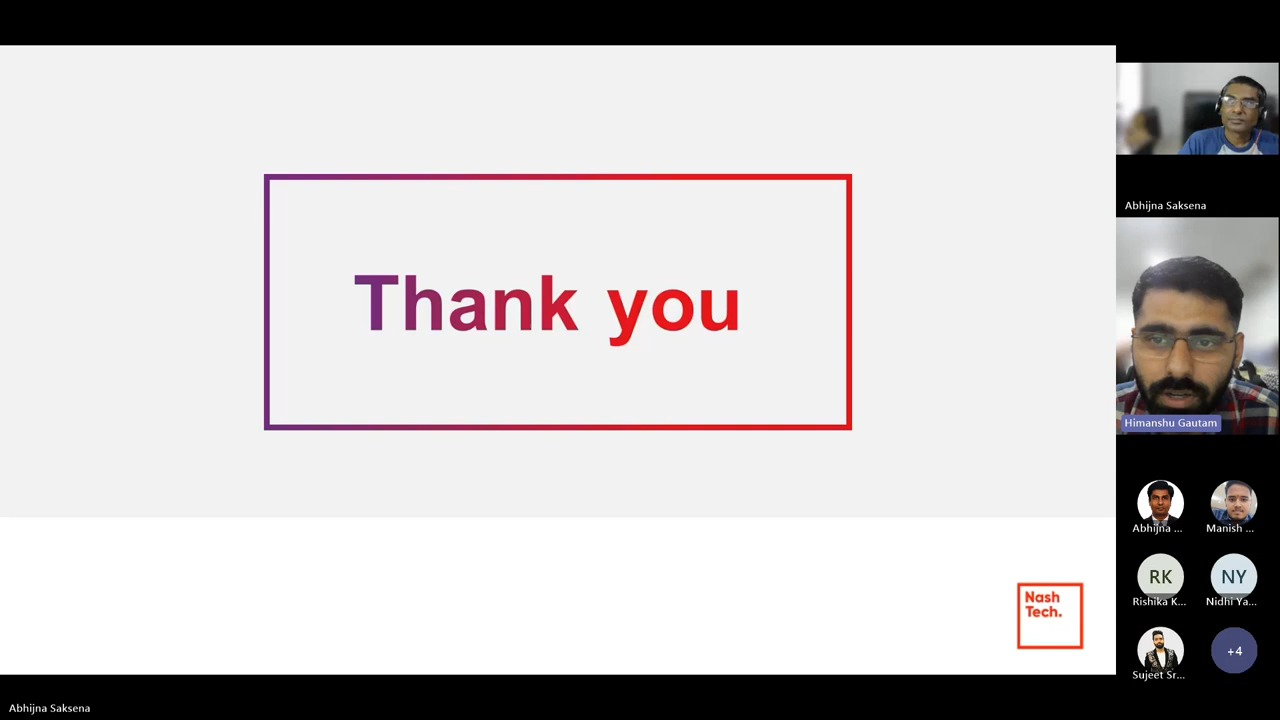 Thank you
Nash
Tech.
Abhijna Saksena
Himanshu Gautam
Abhijna ...
Manish ...
RK
NY
Rishika K...
Nidhi Ya...
Sujeet Sr...
+4
Abhijna Saksena